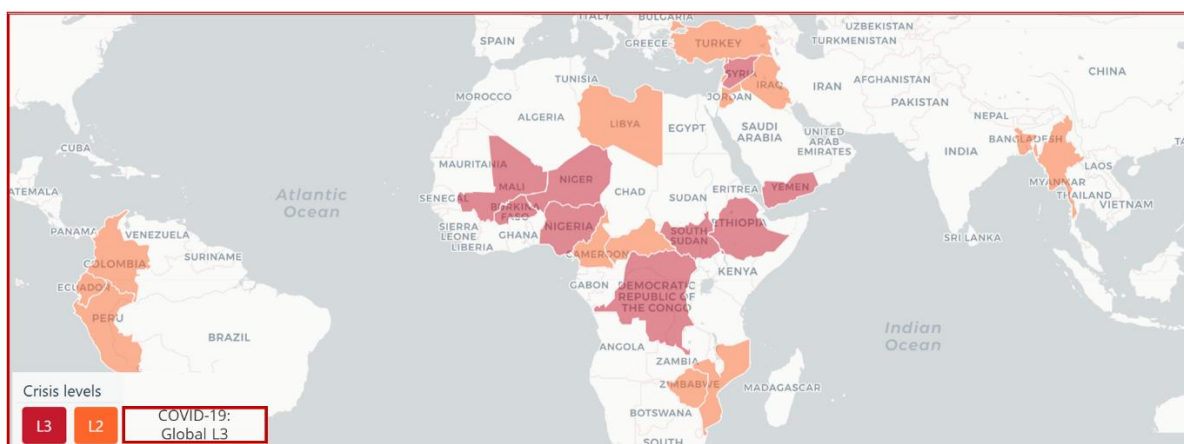 ITALY
BULGARIA
UZBEKISTAN
SPAIN
GREECE
TURKEY
TURKMENISTAN
CHINA
TUNISIA
SYRIA
IRAQ
IRAN
AFGHANISTAN
MOROCCO
JORDAN
PAKISTAN
NEPAL
ALGERIA
LIBYA
EGYPT
SAUDI
ARABIA
UNITED
ARAB
EMIRATES
BANGLADESH
CUBA
INDIA
LAOS
MAURITANIA
MYANMAR
ATEMALA
Atlantic
Ocean
MALI
NIGER
CHAD
SUDAN
ERITREA
YEMEN
THAILAND
VIETNAM
SENEGAL
BURKINA
FASO
PANAMA
VENEZUELA
SIERRA
LEONE
GHANA
NIGERIA
SOUTH
SUDAN
ETHIOPIA
LIBERIA
SRI LANKA
SURINAME
CAMEROON
COLOMBIA
KENYA
ECUADOR
GABON
DEMOCRATIC
REPUBLIC OF
THE CONGO
PERU
BRAZIL
Indian
Ocean
ANGOLA
ZAMBIA
ZIMBABWE
MADAGASCAR
BOTSWANA
SOUTH
Crisis levels
L3
L2
COVID-19:
Global L3